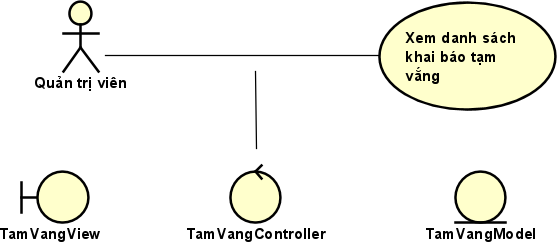 Xem danh sách
khai báo tạm
vắng
Quản trị viên
TamVangView
TamVangController
TamVangModel